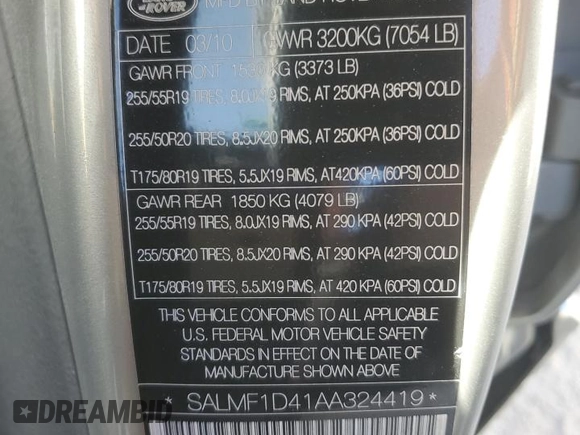 ROVER
DATE 03/10 GVWR 3200KG (7054 LB)
GAWR FRONT KG (3373 LB)
255/55R19 TIRES, 8.0JX19 RIMS, AT 250KPA (36PSI) COLD
255/50R20 TIRES, 8.5JX20 RIMS, AT 250KPA (36PSI) COLD
T175/80R19 TIRES, 5.5JX19 RIMS, AT 420KPA (60PSI) COLD
GAWR REAR 1850 KG (4079 LB)
255/55R19 TIRES, 8.0JX19 RIMS, AT 290 KPA (42PSI) COLD
255/50R20 TIRES, 8.5JX20 RIMS, AT 290 KPA (42PSI) COLD
T175/80R19 TIRES, 5.5JX19 RIMS, AT 420 KPA (60PSI) COLD
THIS VEHICLE CONFORMS TO ALL APPLICABLE
U.S. FEDERAL MOTOR VEHICLE SAFETY
STANDARDS IN EFFECT ON THE DATE OF
MANUFACTURE SHOWN ABOVE
* SALMF1D41AA324419 *
DREAMBID